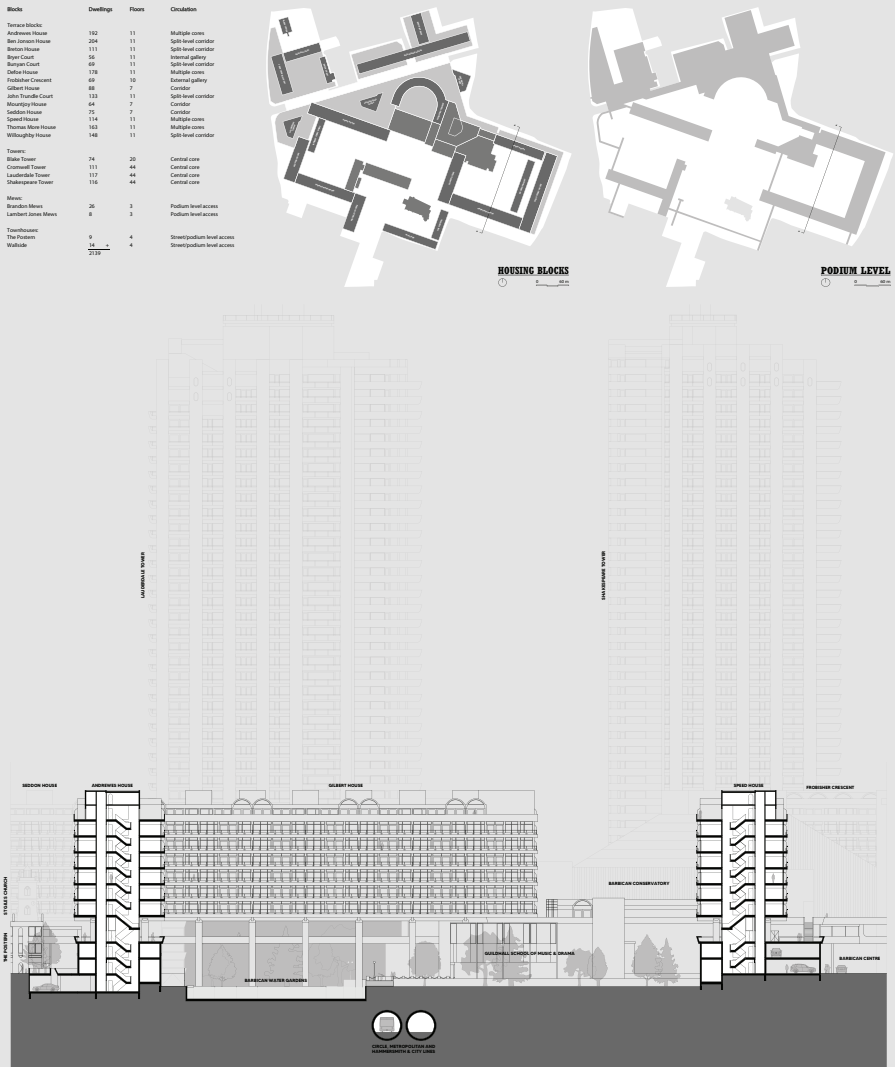 Blocks Dwellings Floors Circulation
Terrace blocks:
Andrewes House 192 11 Multiple cores
Ben Jonson House 204 11 Split-level corridor
Breton House 111 11 Split-level corridor
Bryer Court 56 11 Internal gallery
Bunyan Court 69 11 Split-level corridor
Defoe House 178 11 Multiple cores
Frobisher Crescent 69 10 External gallery
Gilbert House 88 7 Corridor
John Trundle Court 133 11 Split-level corridor
Mountjoy House 64 7 Corridor
Seddon House 75 7 Corridor
Speed House 114 11 Multiple cores
Thomas More House 163 11 Multiple cores
Willoughby House 148 11 Split-level corridor
Towers:
Blake Tower 74 20 Central core
Cromwell Tower 111 44 Central core
Lauderdale Tower 117 44 Central core
Shakespeare Tower 116 44 Central core
Mews:
Brandon Mews 26 3 Podium level access
Lambert Jones Mews 8 3 Podium level access
Townhouses:
The Postern 9 4 Street/podium level access
Wallside 14 + 4 Street/podium level access
2139
HOUSING BLOCKS
0 60 m
PODIUM LEVEL
0 60 m
LAUDERDALE TOWER
SHAKESPEARE TOWER
SEDDON HOUSE
ANDREWES HOUSE
GILBERT HOUSE
SPEED HOUSE
FROBISHER CRESCENT
ST GILES CHURCH
BARBICAN CONSERVATORY
THE POSTERN
GUILDHALL SCHOOL OF MUSIC & DRAMA
BARBICAN CENTRE
BARBICAN WATER GARDENS
CIRCLE, METROPOLITAN AND
HAMMERSMITH & CITY LINES